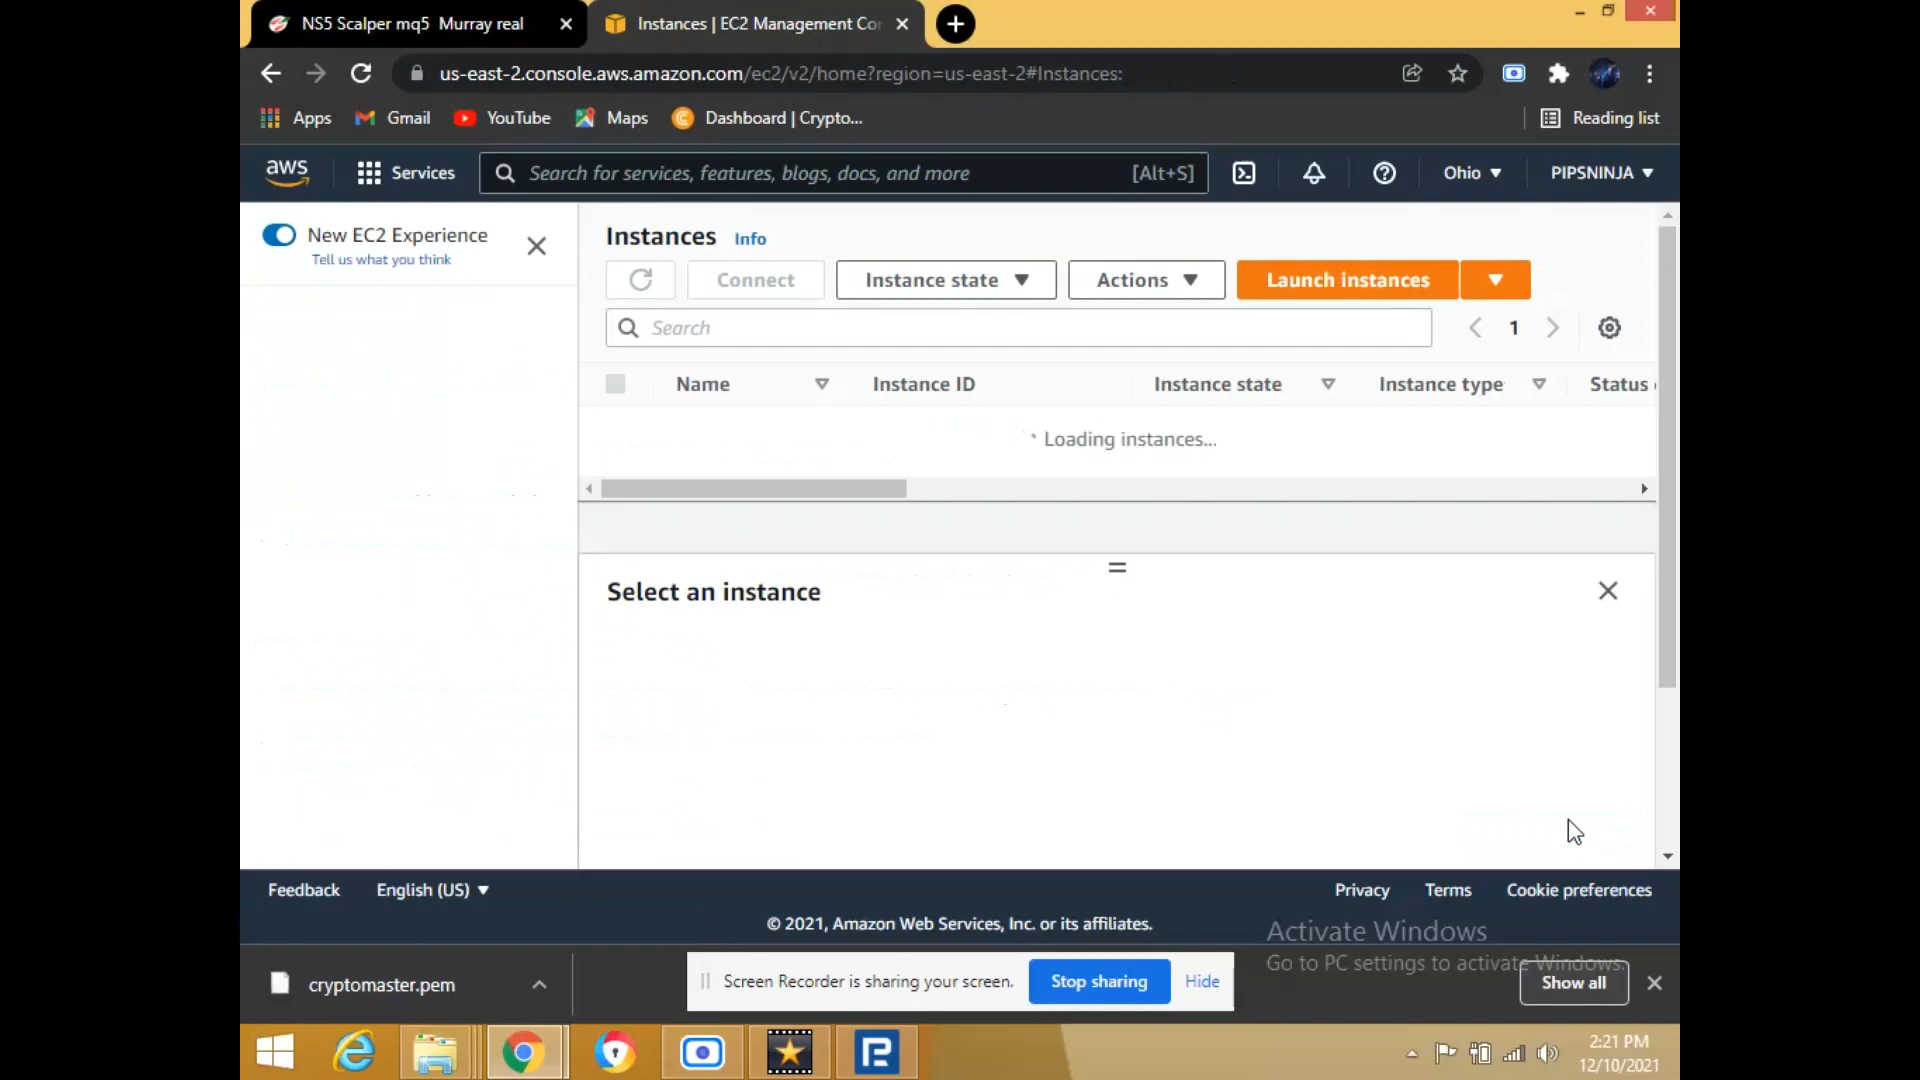 NS5 Scalper mq5 Murray real
Instances | EC2 Management Co
us-east-2.console.aws.amazon.com/ec2/v2/home?region=us-east-2#Instances:
Apps
Gmail
YouTube
Maps
Dashboard | Crypto...
Reading list
aws
Services
Search for services, features, blogs, docs, and more
[Alt+S]
Ohio
PIPSNINJA
New EC2 Experience
Tell us what you think
Instances Info
Connect
Instance state
Actions
Launch instances
Search
1
Name
Instance ID
Instance state
Instance type
Status
Loading instances...
Select an instance
Feedback
English (US)
Privacy
Terms
Cookie preferences
© 2021, Amazon Web Services, Inc. or its affiliates.
Activate Windows
Go to PC settings to activate Windows.
cryptomaster.pem
Screen Recorder is sharing your screen.
Stop sharing
Hide
Show all
2:21 PM
12/10/2021